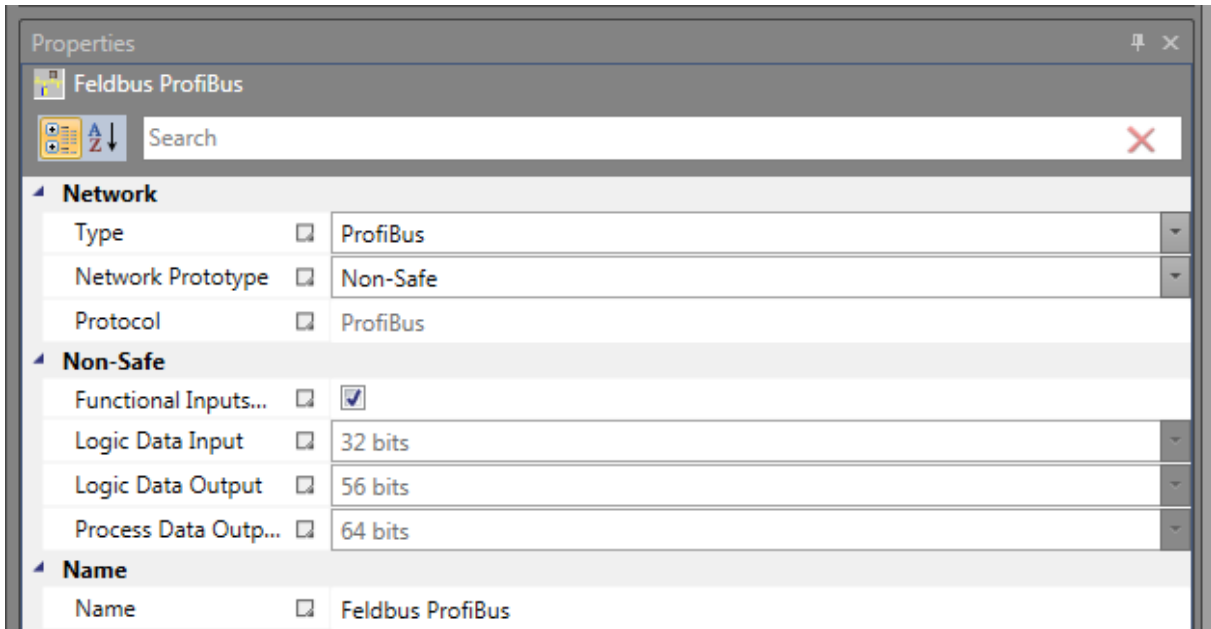 Properties
Feldbus ProfiBus
Search
Network
Type ProfiBus
Network Prototype Non-Safe
Protocol ProfiBus
Non-Safe
Functional Inputs...
Logic Data Input 32 bits
Logic Data Output 56 bits
Process Data Outp... 64 bits
Name
Name Feldbus ProfiBus